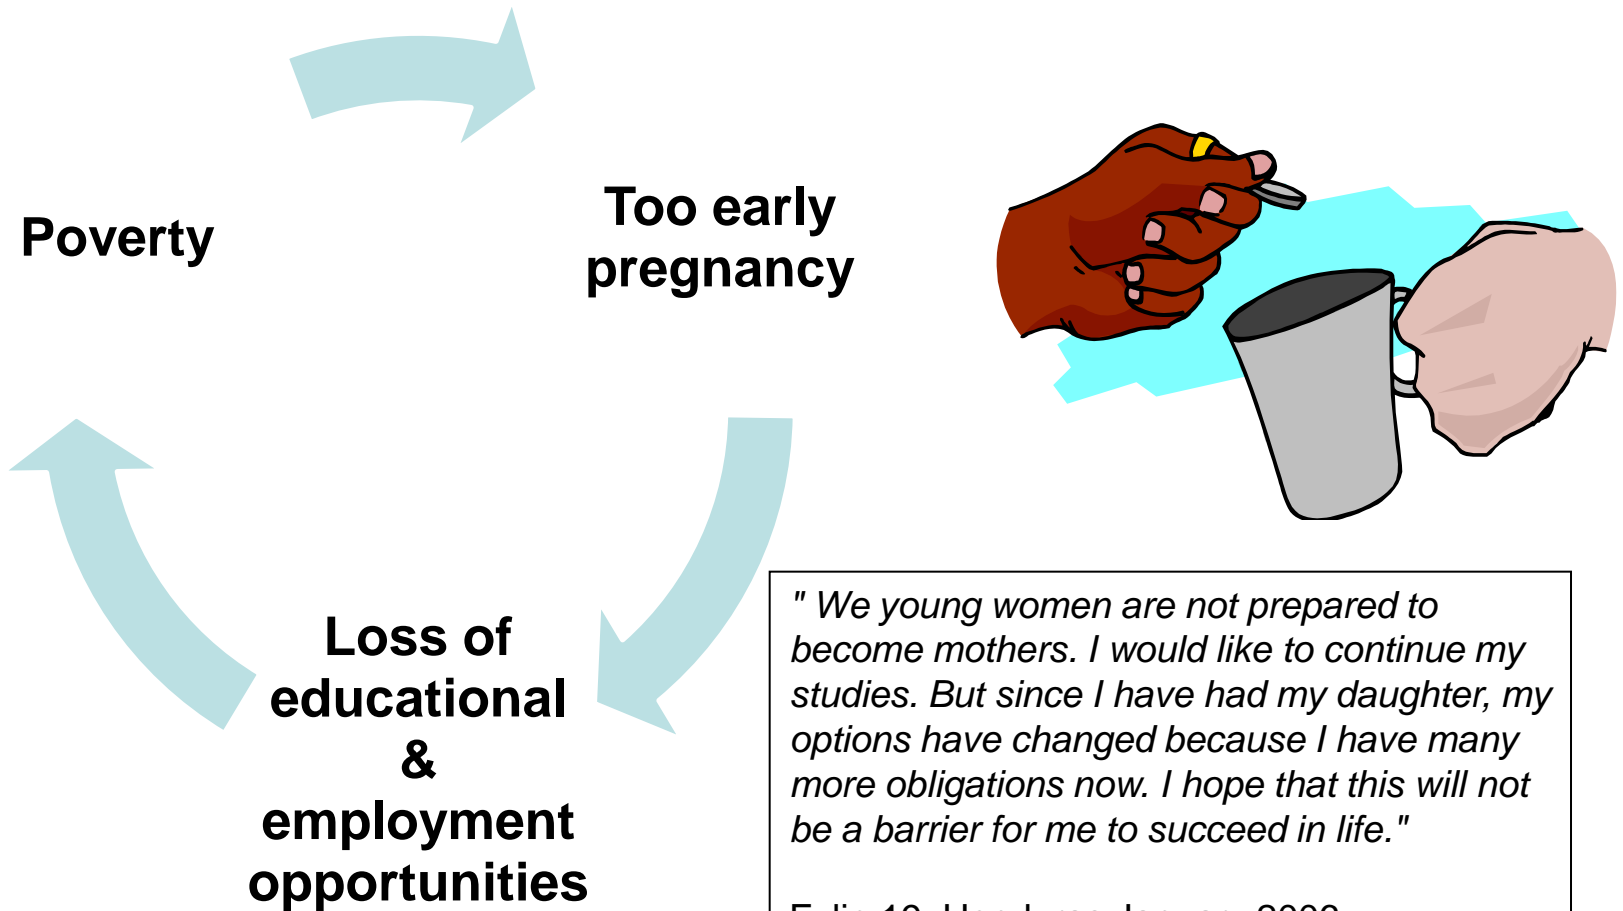 Poverty
Too early
pregnancy
Loss of
educational
&
employment
opportunities
" We young women are not prepared to
become mothers. I would like to continue my
studies. But since I have had my daughter, my
options have changed because I have many
more obligations now. I hope that this will not
be a barrier for me to succeed in life."